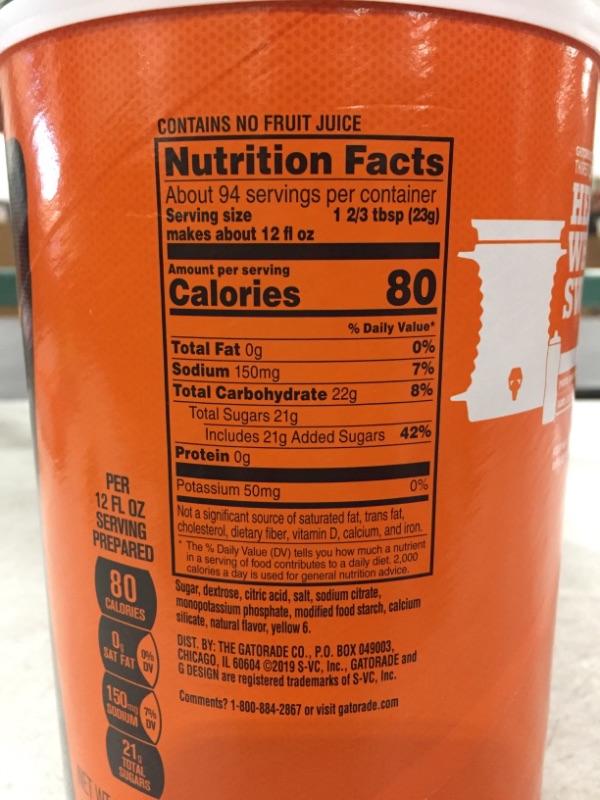 CONTAINS NO FRUIT JUICE
Nutrition Facts
About 94 servings per container
Serving size 1 2/3 tbsp (23g)
makes about 12 fl oz
Amount per serving
Calories 80
% Daily Value*
Total Fat 0g 0%
Sodium 150mg 7%
Total Carbohydrate 22g 8%
Total Sugars 21g
Includes 21g Added Sugars 42%
Protein 0g
Potassium 50mg 0%
Not a significant source of saturated fat, trans fat,
cholesterol, dietary fiber, vitamin D, calcium, and iron.
* The % Daily Value (DV) tells you how much a nutrient
in a serving of food contributes to a daily diet. 2,000
calories a day is used for general nutrition advice.
Sugar, dextrose, citric acid, salt, sodium citrate,
monopotassium phosphate, modified food starch, calcium
silicate, natural flavor, yellow 6.
DIST. BY: THE GATORADE CO., P.O. BOX 049003,
CHICAGO, IL 60604 ©2019 S-VC, Inc., GATORADE and
G DESIGN are registered trademarks of S-VC, Inc.
Comments? 1-800-884-2867 or visit gatorade.com
PER
12 FL OZ
SERVING
PREPARED
80
CALORIES
0g
SAT FAT
0%
DV
150mg
SODIUM
7%
DV
21g
TOTAL
SUGARS
NET WT